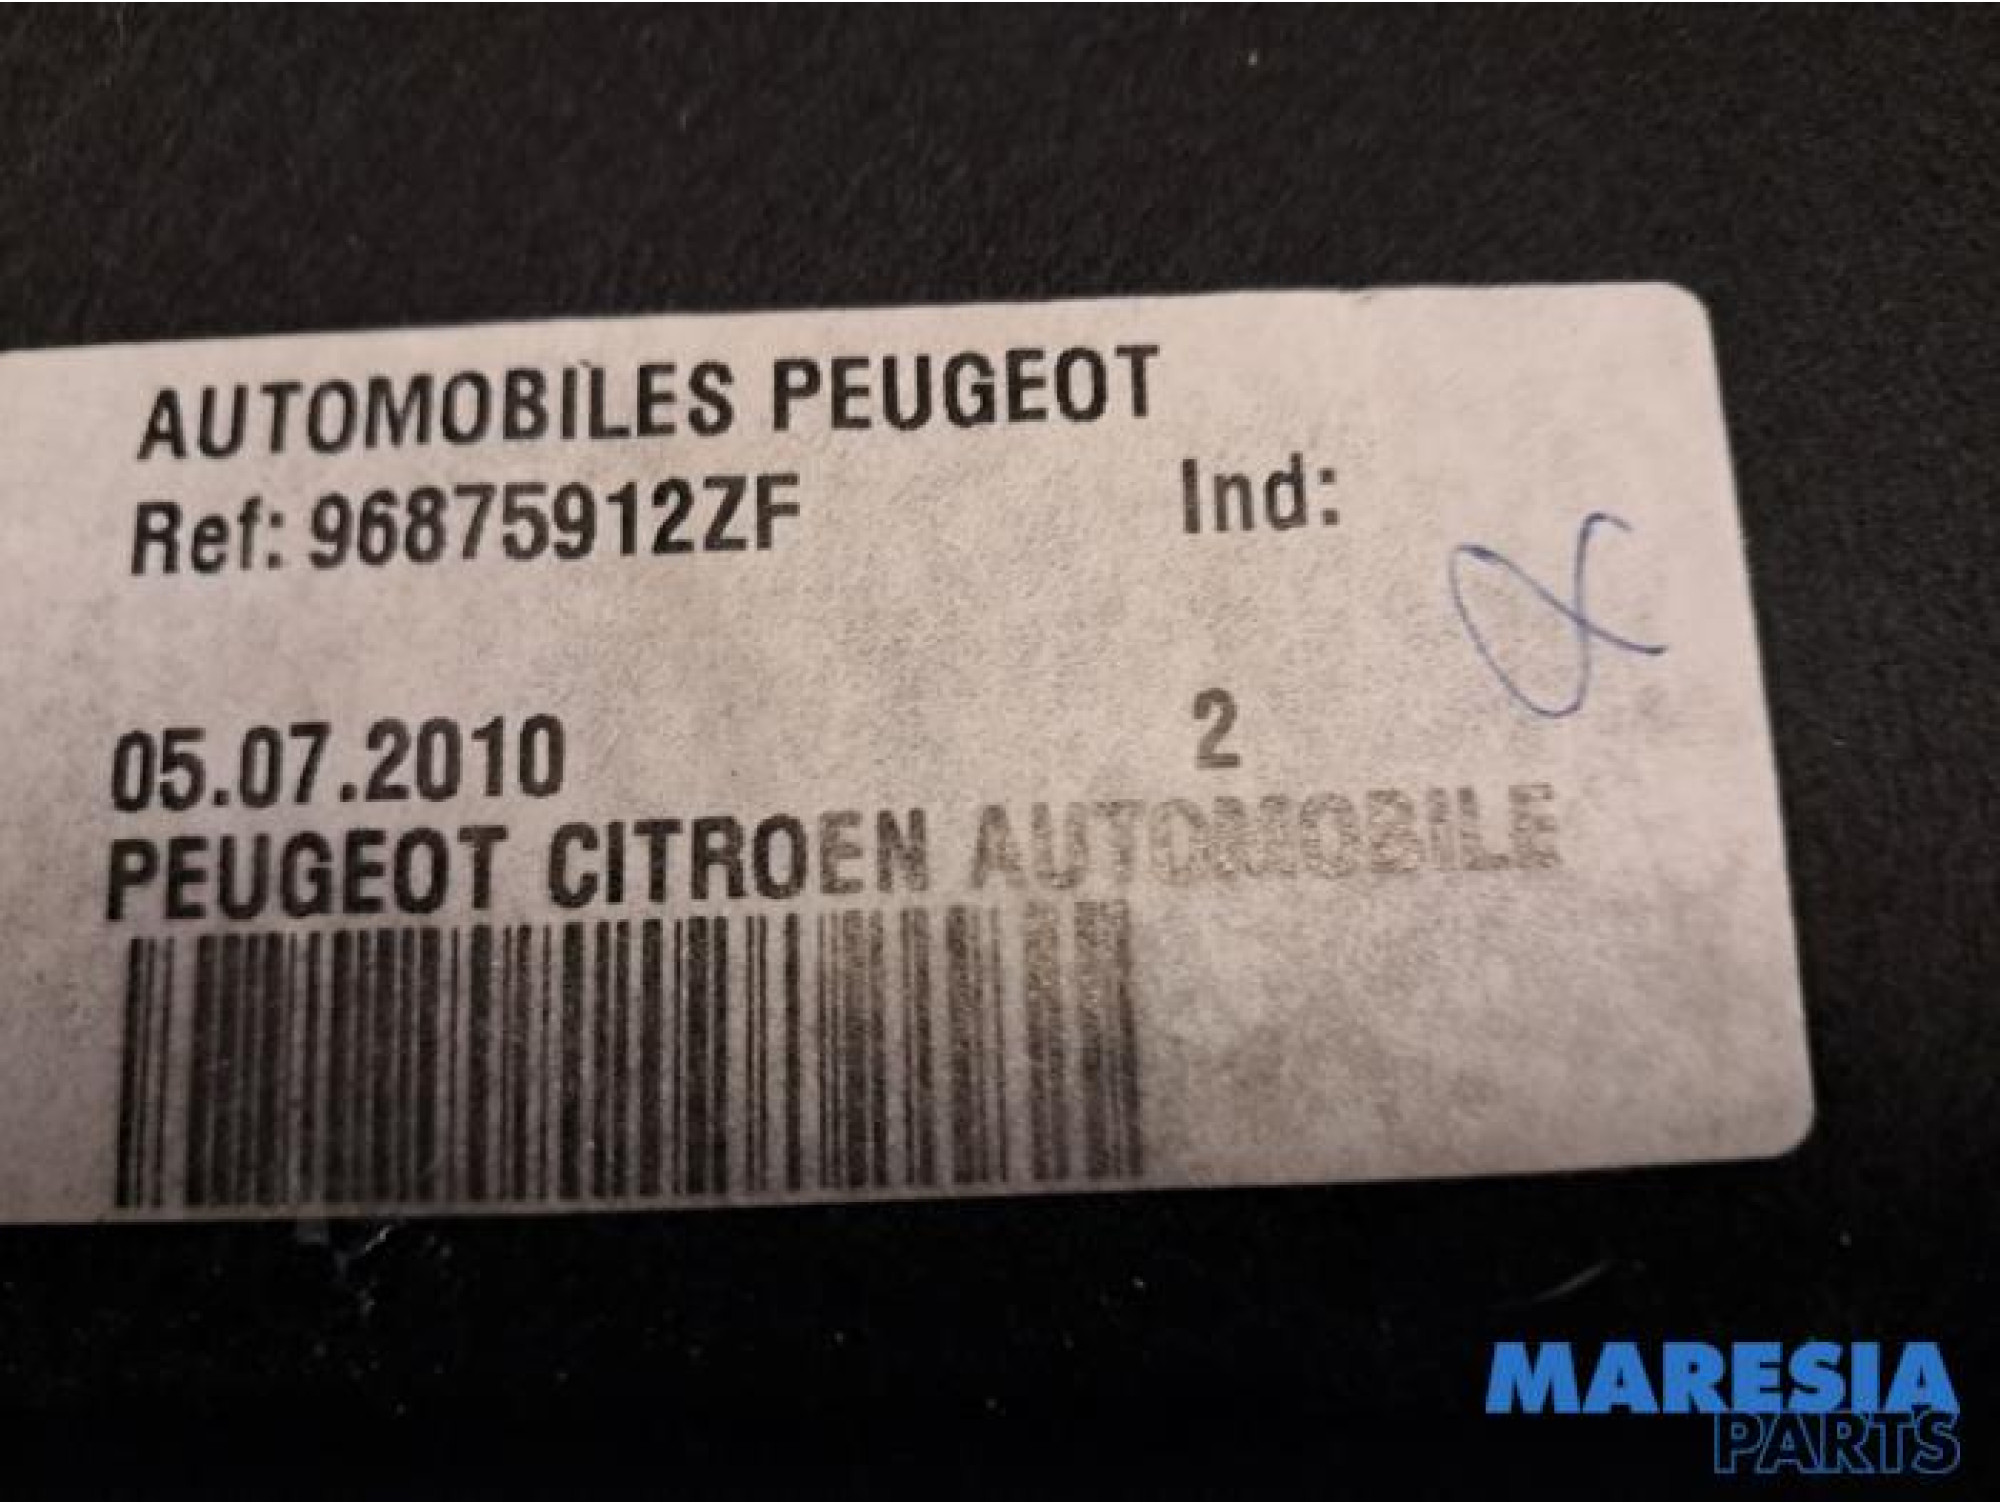 AUTOMOBILES PEUGEOT
Ref: 96875912ZF Ind:
05.07.2010 2
PEUGEOT CITROEN AUTOMOBILE
MARESIA
PARTS